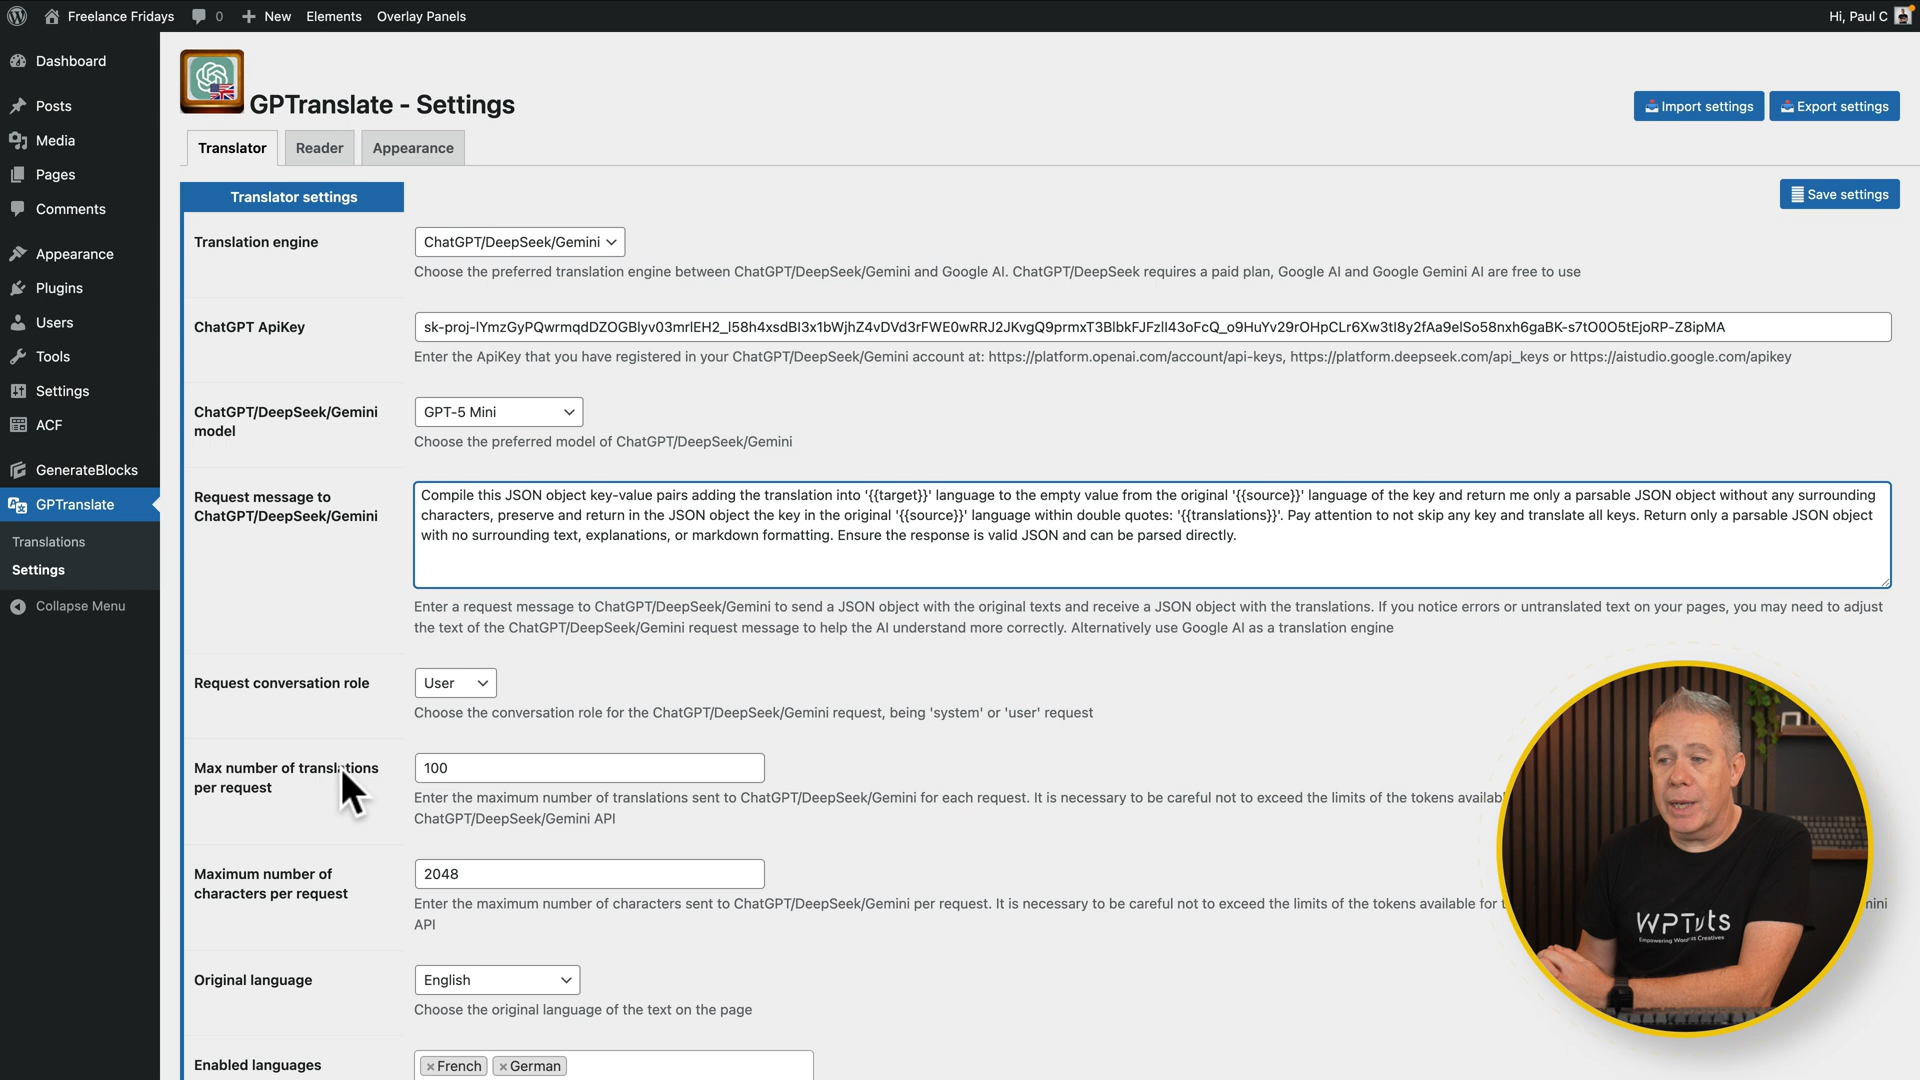 Freelance Fridays 0 New Elements Overlay Panels Hi, Paul C
Dashboard
Posts
Media
Pages
Comments
Appearance
Plugins
Users
Tools
Settings
ACF
GenerateBlocks
GPTranslate
Translations
Settings
Collapse Menu
GPTranslate - Settings
Import settings Export settings
Translator Reader Appearance
Translator settings
Save settings
Translation engine
ChatGPT/DeepSeek/Gemini
Choose the preferred translation engine between ChatGPT/DeepSeek/Gemini and Google AI. ChatGPT/DeepSeek requires a paid plan, Google AI and Google Gemini AI are free to use
ChatGPT ApiKey
Enter the ApiKey that you have registered in your ChatGPT/DeepSeek/Gemini account at: https://platform.openai.com/account/api-keys, https://platform.deepseek.com/api_keys or https://aistudio.google.com/apikey
ChatGPT/DeepSeek/Gemini
model
GPT-5 Mini
Choose the preferred model of ChatGPT/DeepSeek/Gemini
Request message to
ChatGPT/DeepSeek/Gemini
Compile this JSON object key-value pairs adding the translation into '{{target}}' language to the empty value from the original '{{source}}' language of the key and return me only a parsable JSON object without any surrounding
characters, preserve and return in the JSON object the key in the original '{{source}}' language within double quotes: '{{translations}}'. Pay attention to not skip any key and translate all keys. Return only a parsable JSON object
with no surrounding text, explanations, or markdown formatting. Ensure the response is valid JSON and can be parsed directly.
Enter a request message to ChatGPT/DeepSeek/Gemini to send a JSON object with the original texts and receive a JSON object with the translations. If you notice errors or untranslated text on your pages, you may need to adjust
the text of the ChatGPT/DeepSeek/Gemini request message to help the AI understand more correctly. Alternatively use Google AI as a translation engine
Request conversation role
User
Choose the conversation role for the ChatGPT/DeepSeek/Gemini request, being 'system' or 'user' request
Max number of translations
per request
100
Enter the maximum number of translations sent to ChatGPT/DeepSeek/Gemini for each request. It is necessary to be careful not to exceed the limits of the tokens
ChatGPT/DeepSeek/Gemini API
Maximum number of
characters per request
2048
Enter the maximum number of characters sent to ChatGPT/DeepSeek/Gemini per request. It is necessary to be careful not to exceed the limits of the tokens available for
API
Original language
English
Choose the original language of the text on the page
Enabled languages
×French ×German
WPTuts